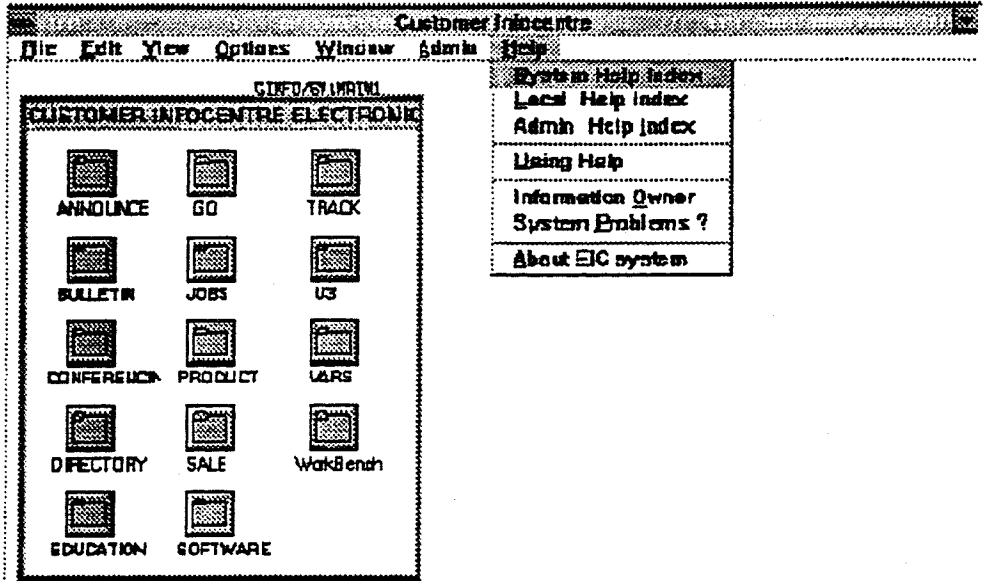 Customer Infocentre
File Edit View Options Window Admin Help
System Help Index
Local Help Index
Admin Help Index
Using Help
Information Owner
System Problems ?
About EIC system
CUSTOMER INFOCENTRE ELECTRONIC
ANNOUNCE GO TRACK
BULLETIN JOBS U3
CONFERENCIN PRODUCT VARS
DIRECTORY SALE WorkBench
EDUCATION SOFTWARE